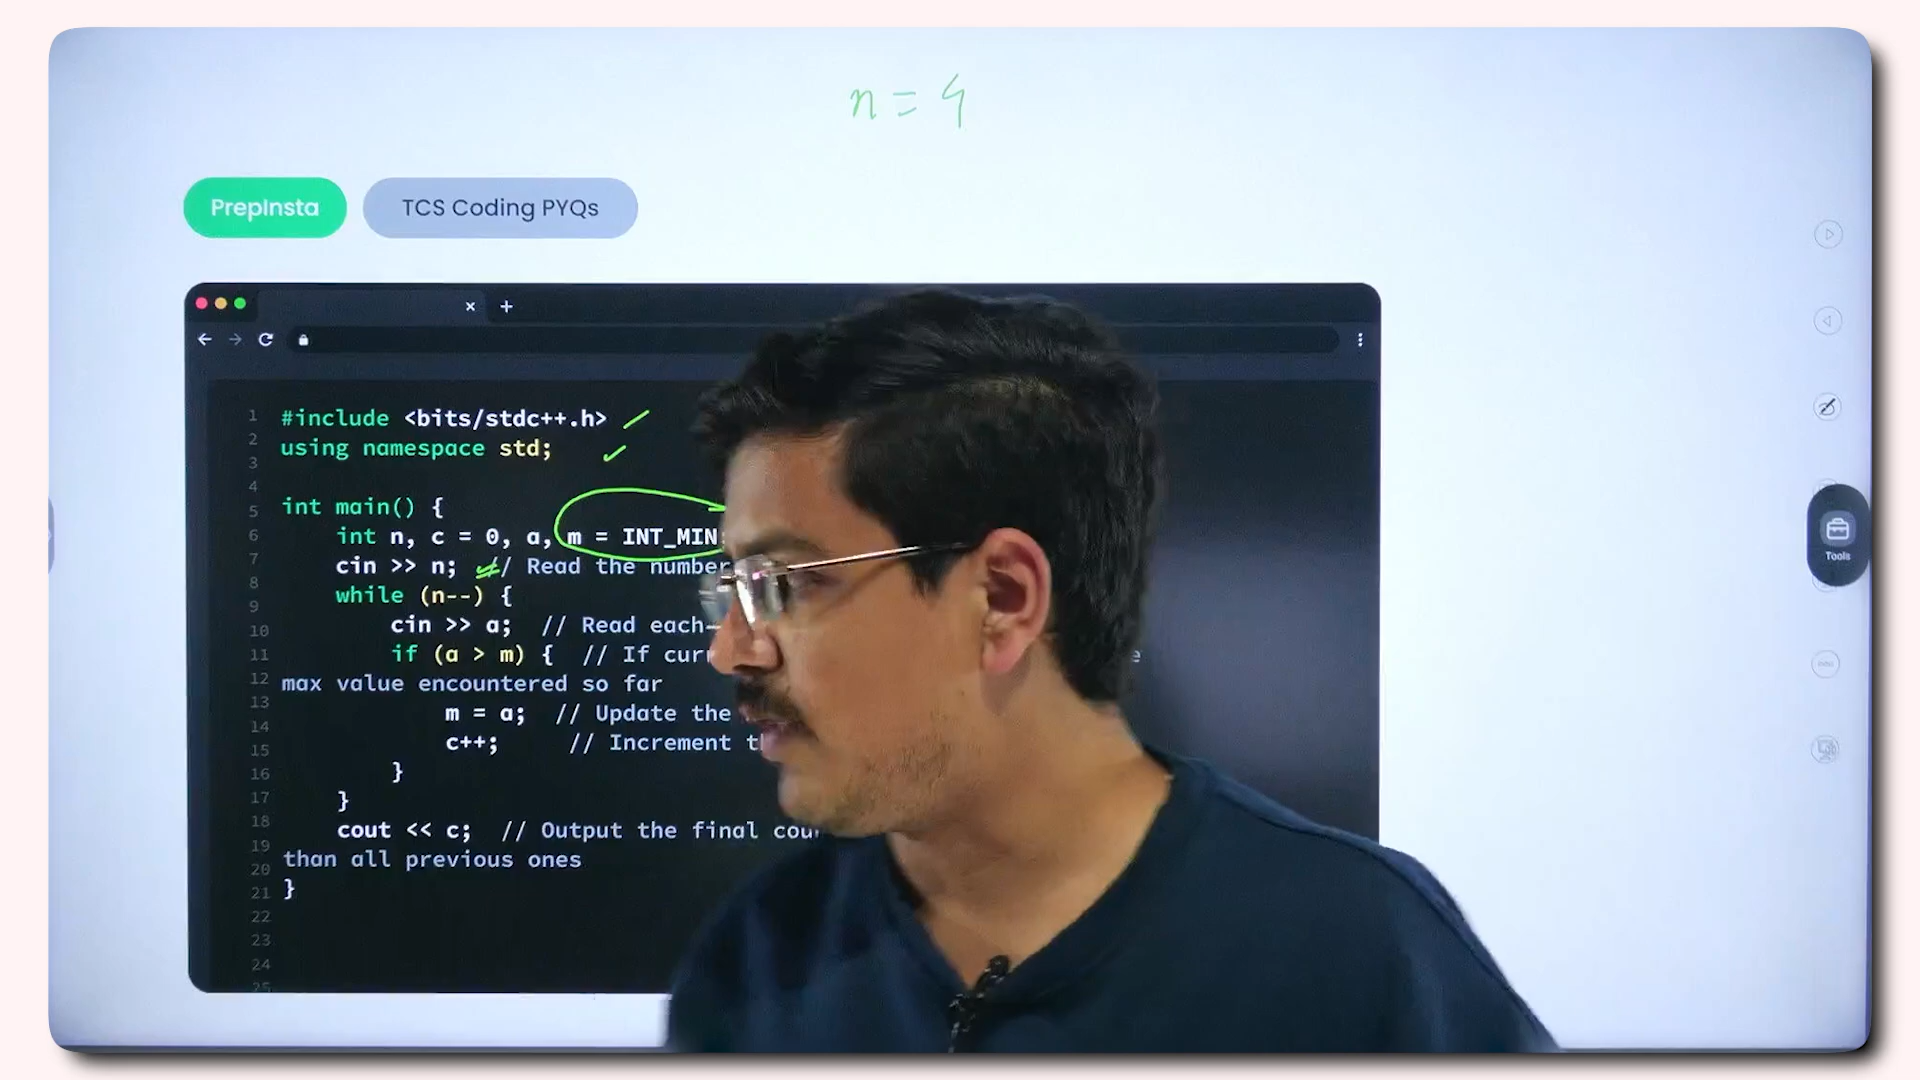 n = 4
PrepInsta
TCS Coding PYQs
1
2
3
4
5
6
7
8
9
10
11
12
13
14
15
16
17
18
19
20
21
22
23
24
25
#include <bits/stdc++.h>
using namespace std;
int main() {
int n, c = 0, a, m = INT_MIN;
cin >> n; // Read the number
while (n--) {
cin >> a; // Read each
if (a > m) { // If
max value encountered so far
m = a; // Update the
c++; // Increment
}
}
cout << c; // Output the final
than all previous ones
}
Tools